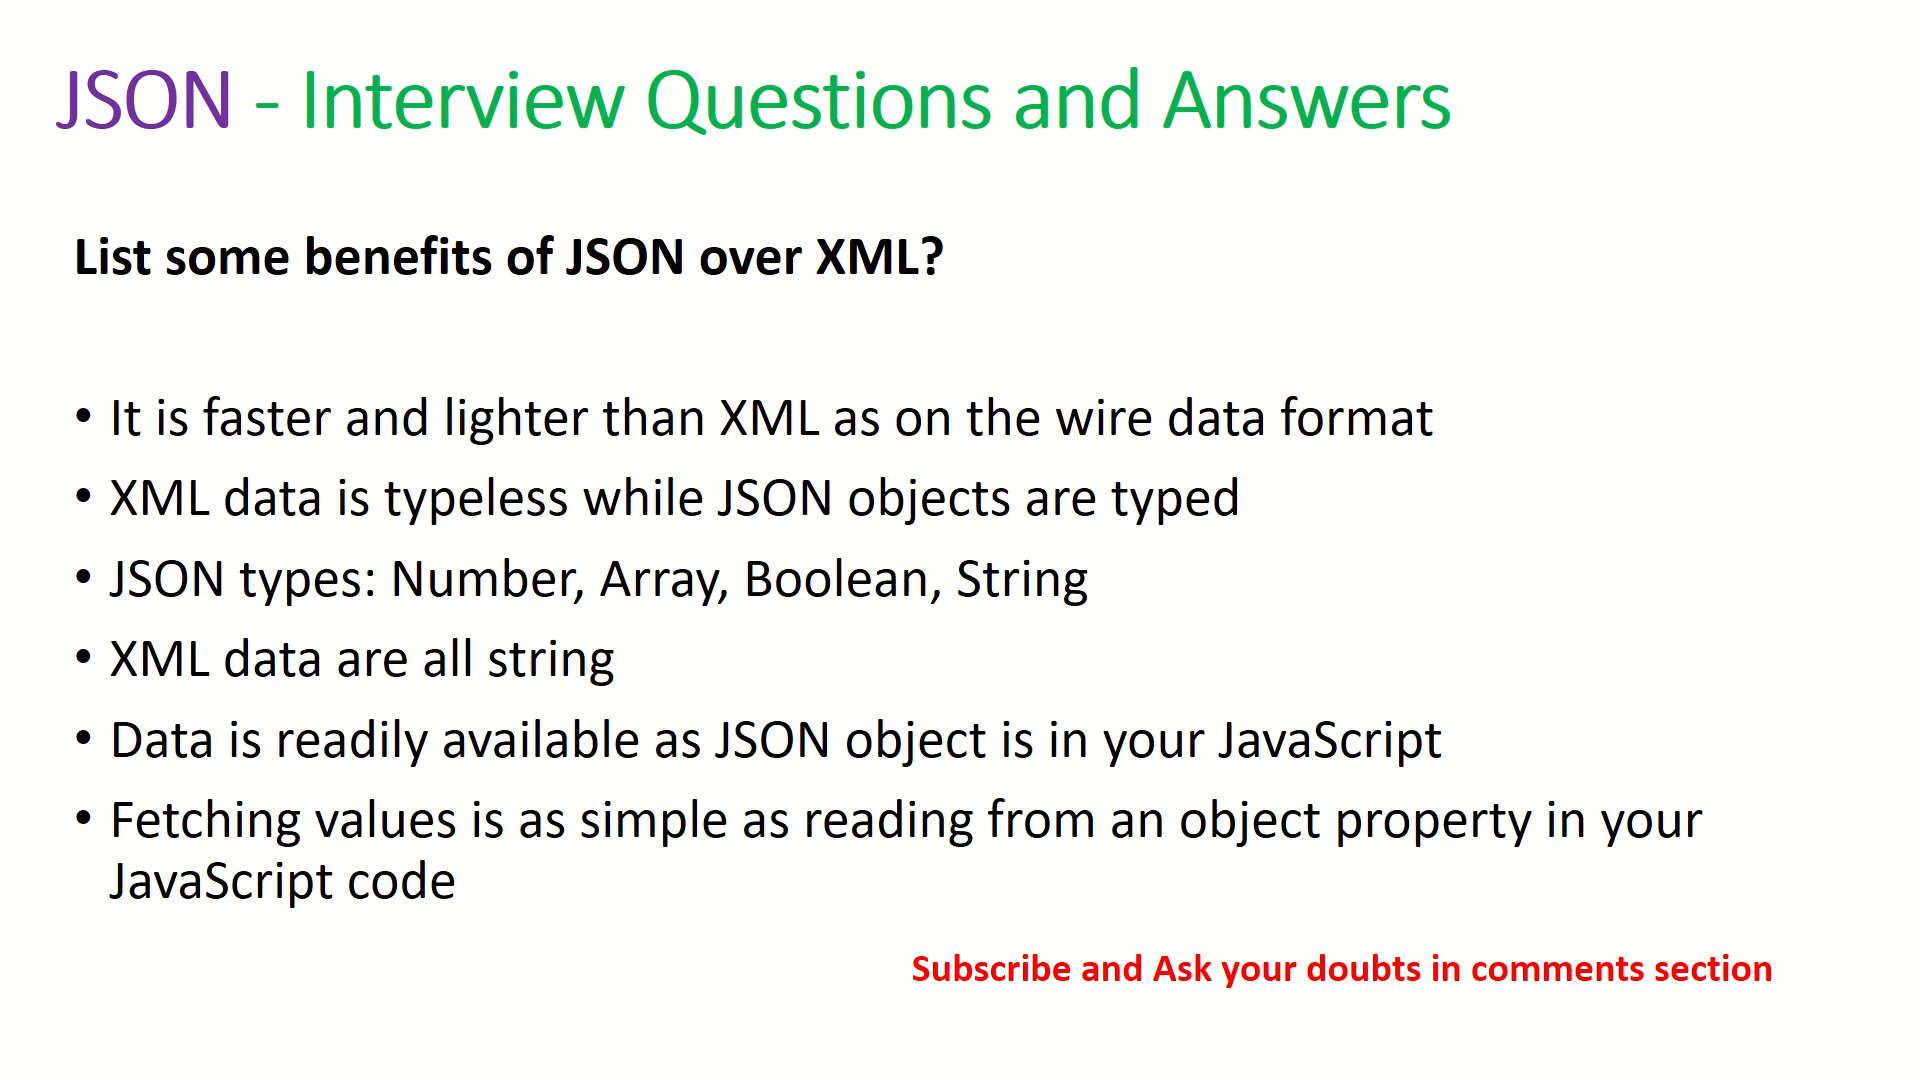 JSON - Interview Questions and Answers
List some benefits of JSON over XML?
• It is faster and lighter than XML as on the wire data format
• XML data is typeless while JSON objects are typed
• JSON types: Number, Array, Boolean, String
• XML data are all string
• Data is readily available as JSON object is in your JavaScript
• Fetching values is as simple as reading from an object property in your
JavaScript code
Subscribe and Ask your doubts in comments section